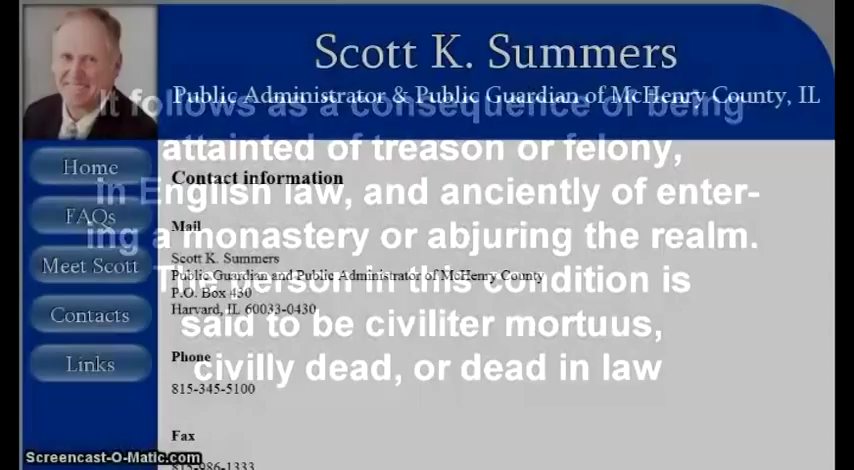 Scott K. Summers
Public Administrator & Public Guardian of McHenry County, IL
It follows as a consequence of being
attainted of treason or felony,
in English law, and anciently of enter-
ing a monastery or abjuring the realm.
The person in this condition is
said to be civiliter mortuus,
civilly dead, or dead in law
Home
FAQs
Meet Scott
Contacts
Links
Contact information
Mail
Scott K. Summers
Public Guardian and Public Administrator of McHenry County
P.O. Box 430
Harvard, IL 60033-0430
Phone
815-345-5100
Fax
815-986-1333
Screencast-O-Matic.com